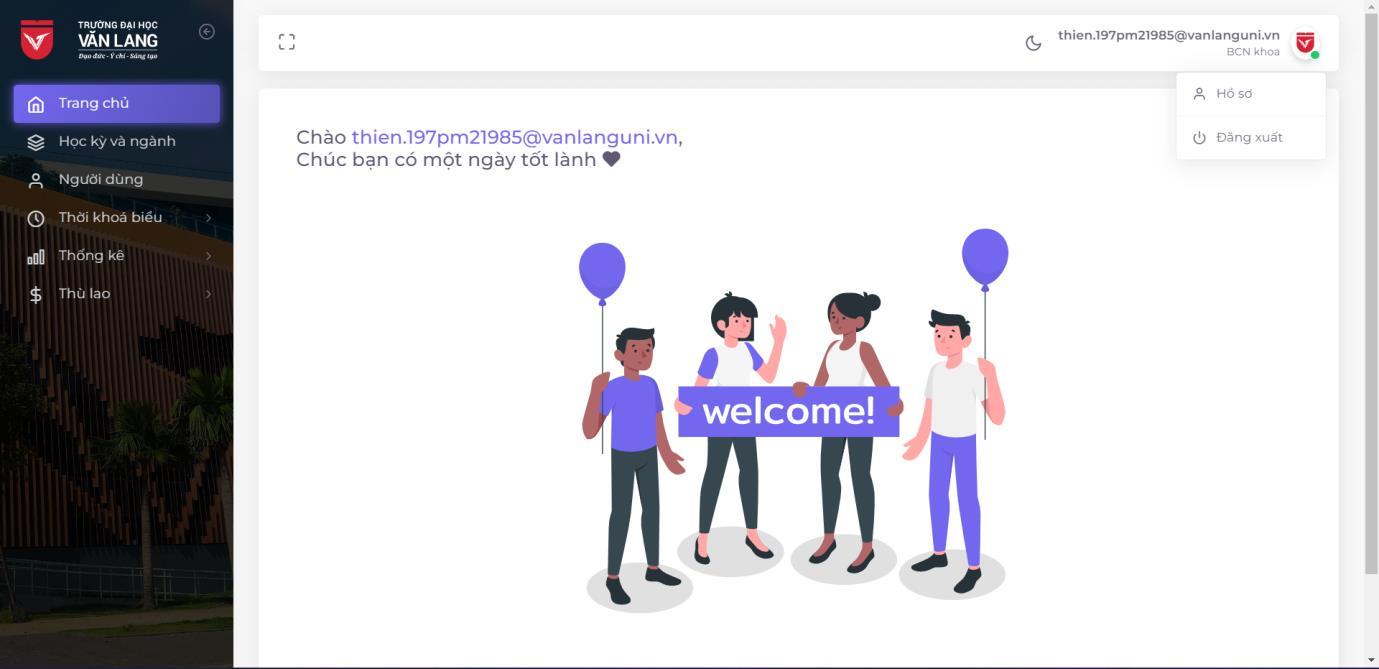 TRƯỜNG ĐẠI HỌC
VĂN LANG
Đạo đức - Ý chí - Sáng tạo
Trang chủ
Học kỳ và ngành
Người dùng
Thời khoá biểu
Thống kê
Thù lao
thien.197pm21985@vanlanguni.vn
BCN khoa
Hồ sơ
Đăng xuất
Chào thien.197pm21985@vanlanguni.vn,
Chúc bạn có một ngày tốt lành
welcome!